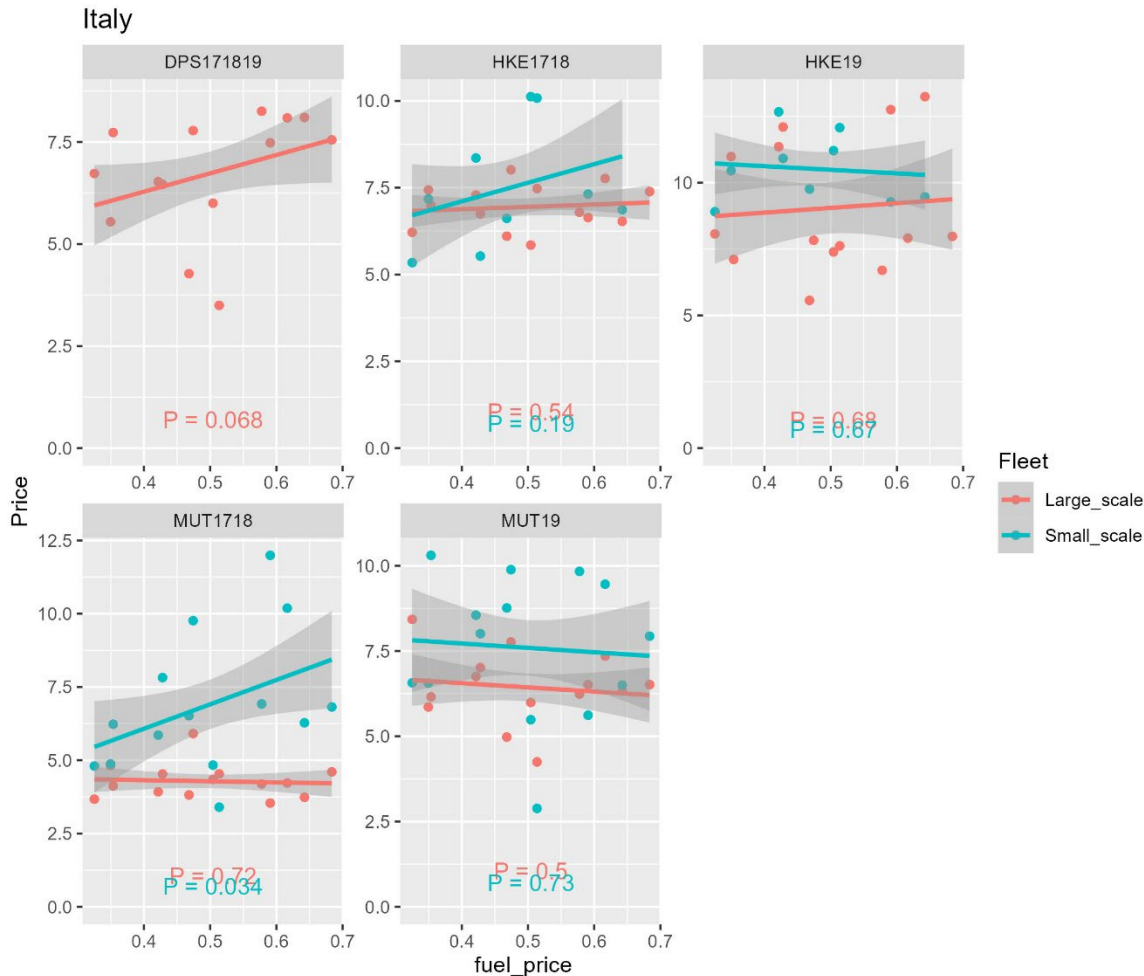 Italy
DPS171819
HKE1718
HKE19
7.5
5.0
2.5
0.0
P = 0.068
0.4
0.5
0.6
0.7
10.0
7.5
5.0
2.5
0.0
P = 0.54
P = 0.19
0.4
0.5
0.6
0.7
10
5
0
P = 0.68
P = 0.67
0.4
0.5
0.6
0.7
Price
MUT1718
MUT19
12.5
10.0
7.5
5.0
2.5
0.0
P = 0.72
P = 0.034
0.4
0.5
0.6
0.7
10.0
7.5
5.0
2.5
0.0
P = 0.5
P = 0.73
0.4
0.5
0.6
0.7
fuel_price
Fleet
Large_scale
Small_scale